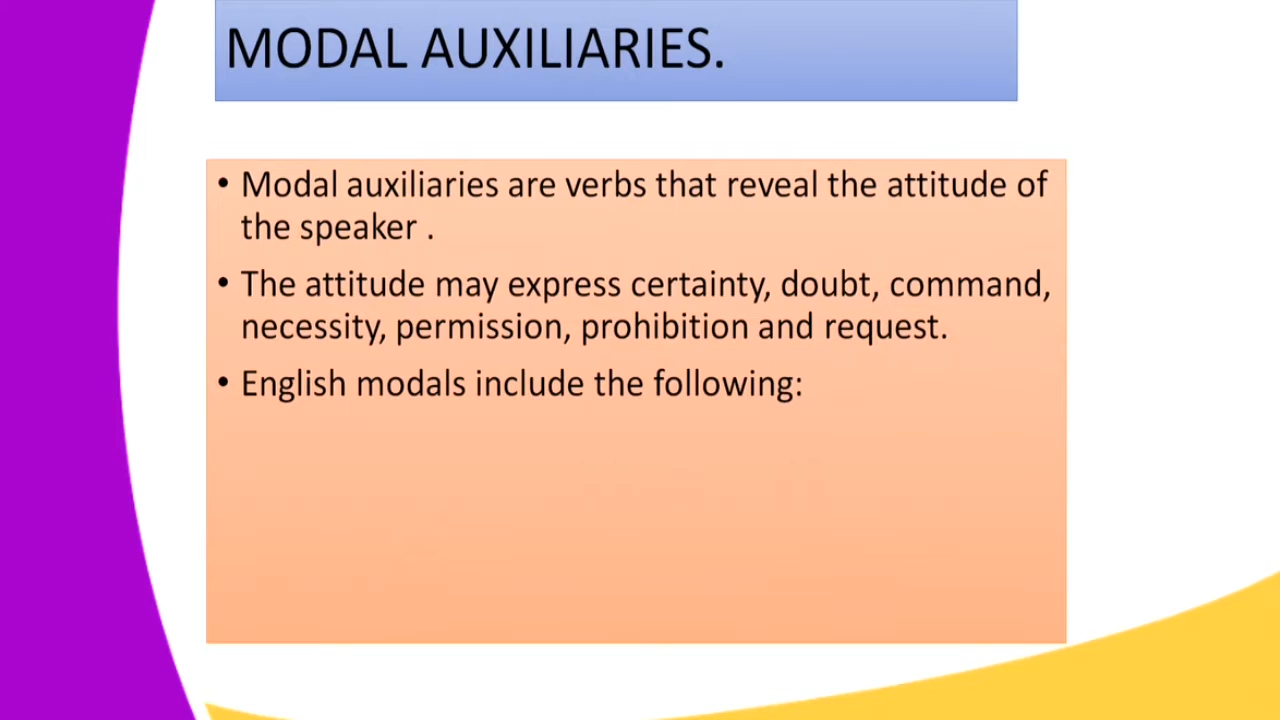 MODAL AUXILIARIES.
• Modal auxiliaries are verbs that reveal the attitude of
the speaker .
• The attitude may express certainty, doubt, command,
necessity, permission, prohibition and request.
• English modals include the following: